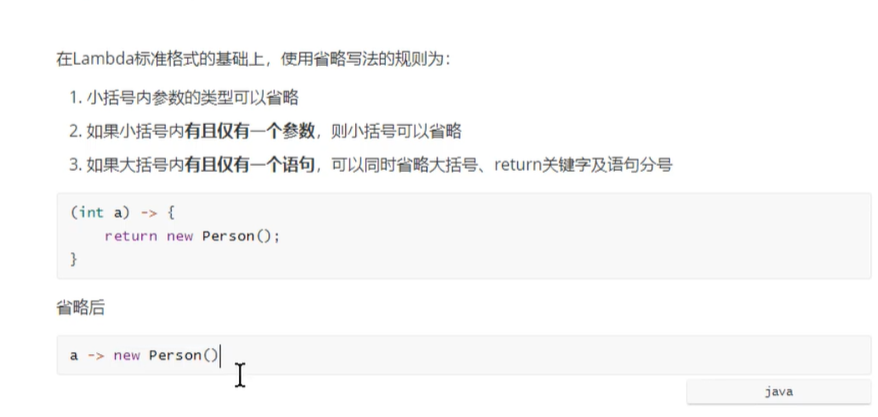 在Lambda标准格式的基础上，使用省略写法的规则为：
1. 小括号内参数的类型可以省略
2. 如果小括号内有且仅有一个参数，则小括号可以省略
3. 如果大括号内有且仅有一个语句，可以同时省略大括号、return关键字及语句分号
(int a) -> {
    return new Person();
}
省略后
a -> new Person()
java